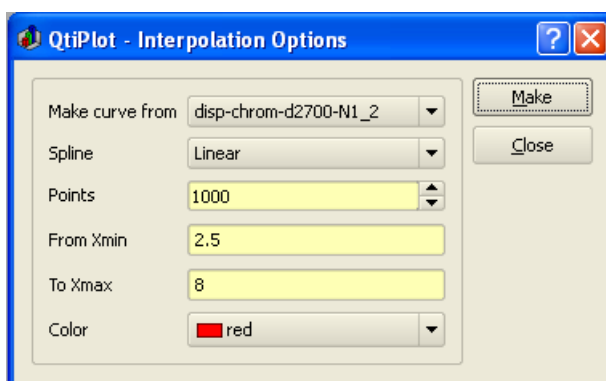 QtiPlot - Interpolation Options
Make curve from disp-chrom-d2700-N1_2
Spline Linear
Points 1000
From Xmin 2.5
To Xmax 8
Color red
Make
Close